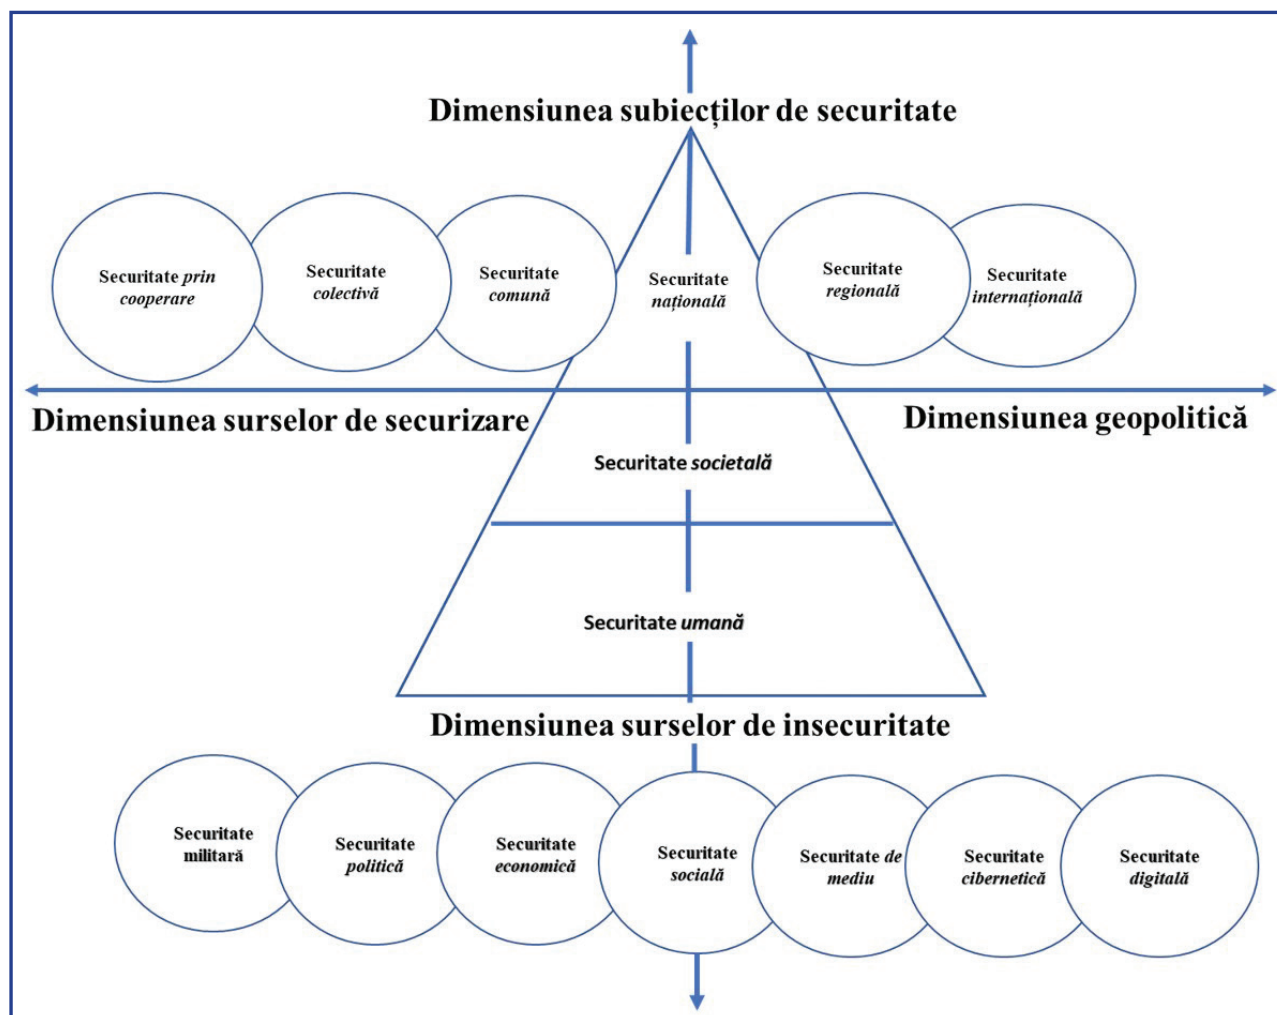 Dimensiunea subiecților de securitate
Securitate prin
cooperare
Securitate
colectivă
Securitate
comună
Securitate
națională
Securitate
regională
Securitate
internațională
Dimensiunea surselor de securizare
Dimensiunea geopolitică
Securitate societală
Securitate umană
Dimensiunea surselor de insecuritate
Securitate
militară
Securitate
politică
Securitate
economică
Securitate
socială
Securitate de
mediu
Securitate
cibernetică
Securitate
digitală